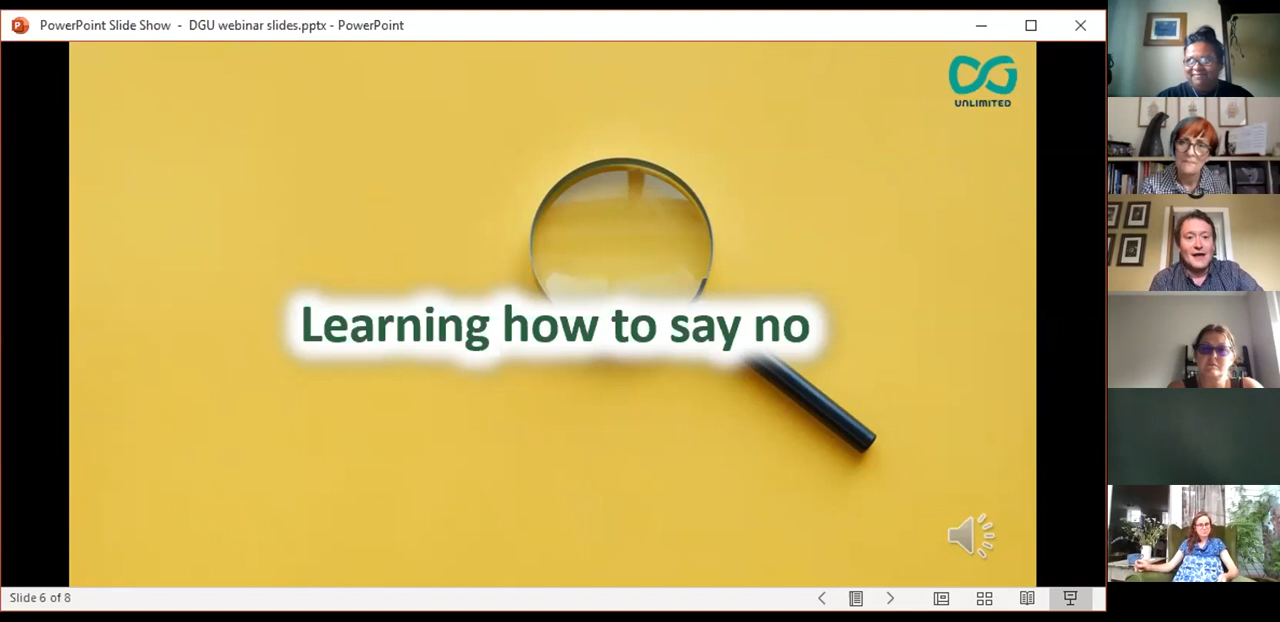 PowerPoint Slide Show - DGU webinar slides.pptx - PowerPoint
UNLIMITED
Learning how to say no
Slide 6 of 8